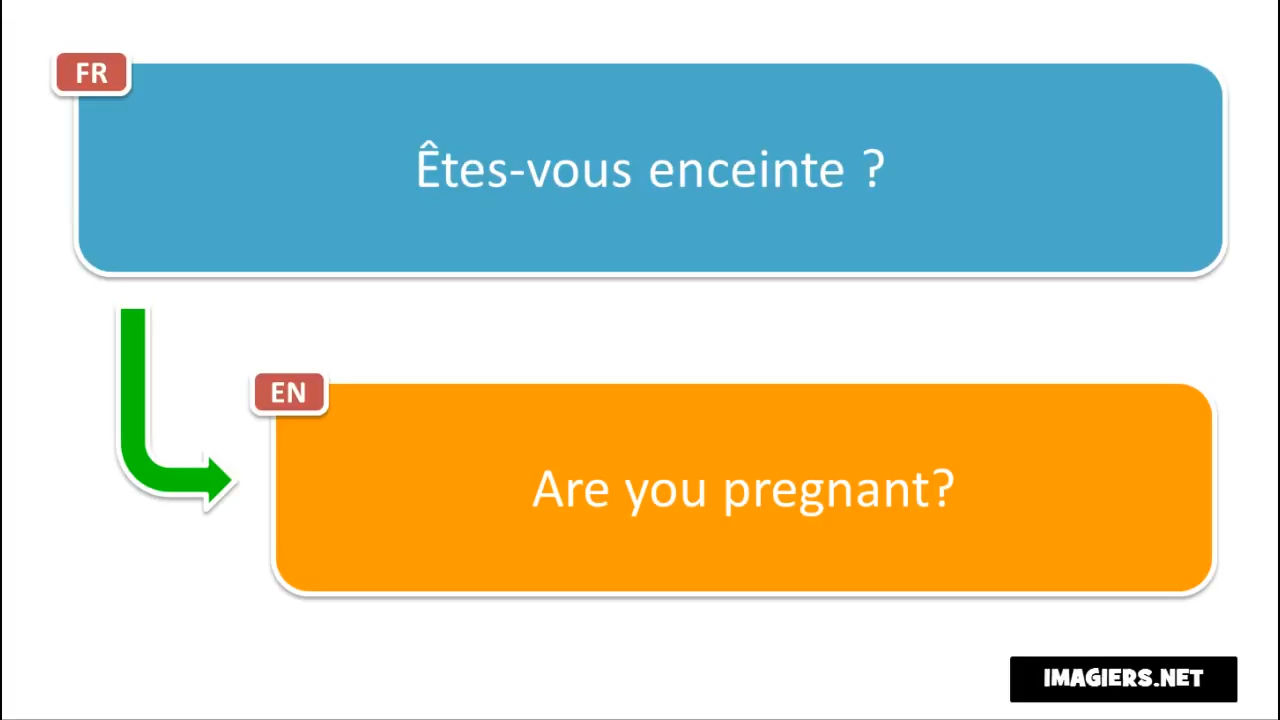 FR
Êtes-vous enceinte ?
EN
Are you pregnant?
IMAGIERS.NET